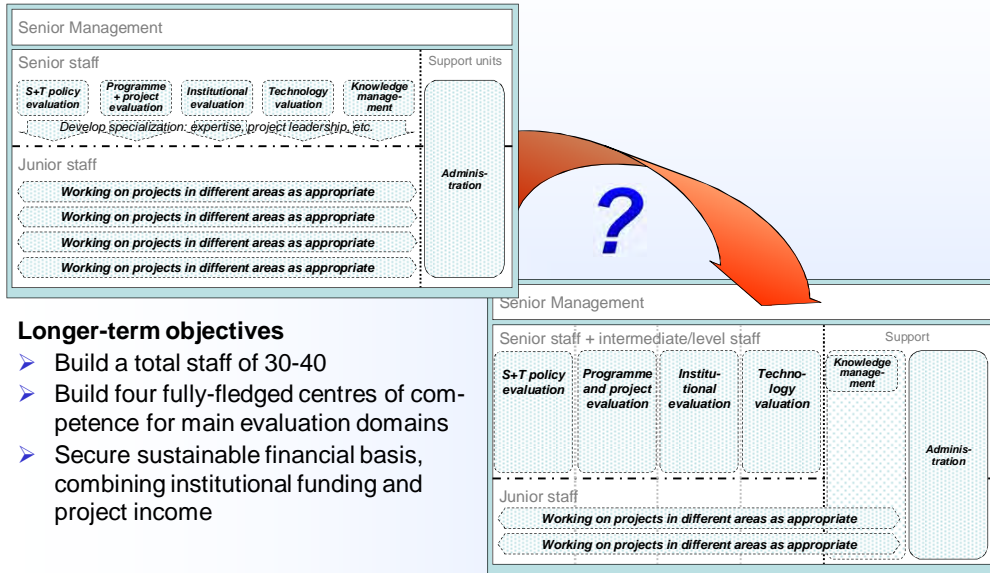 Senior Management
Senior staff
Support units
S+T policy
evaluation
Programme
+ project
evaluation
Institutional
evaluation
Technology
valuation
Knowledge
manage-
ment
Develop specialization: expertise, project leadership, etc.
Junior staff
Working on projects in different areas as appropriate
Working on projects in different areas as appropriate
Working on projects in different areas as appropriate
Working on projects in different areas as appropriate
Adminis-
tration
?
Longer-term objectives
Build a total staff of 30-40
Build four fully-fledged centres of com-
petence for main evaluation domains
Secure sustainable financial basis,
combining institutional funding and
project income
Senior Management
Senior staff + intermediate/level staff
Support
S+T policy
evaluation
Programme
and project
evaluation
Institu-
tional
evaluation
Techno-
logy
valuation
Knowledge
manage-
ment
Adminis-
tration
Junior staff
Working on projects in different areas as appropriate
Working on projects in different areas as appropriate